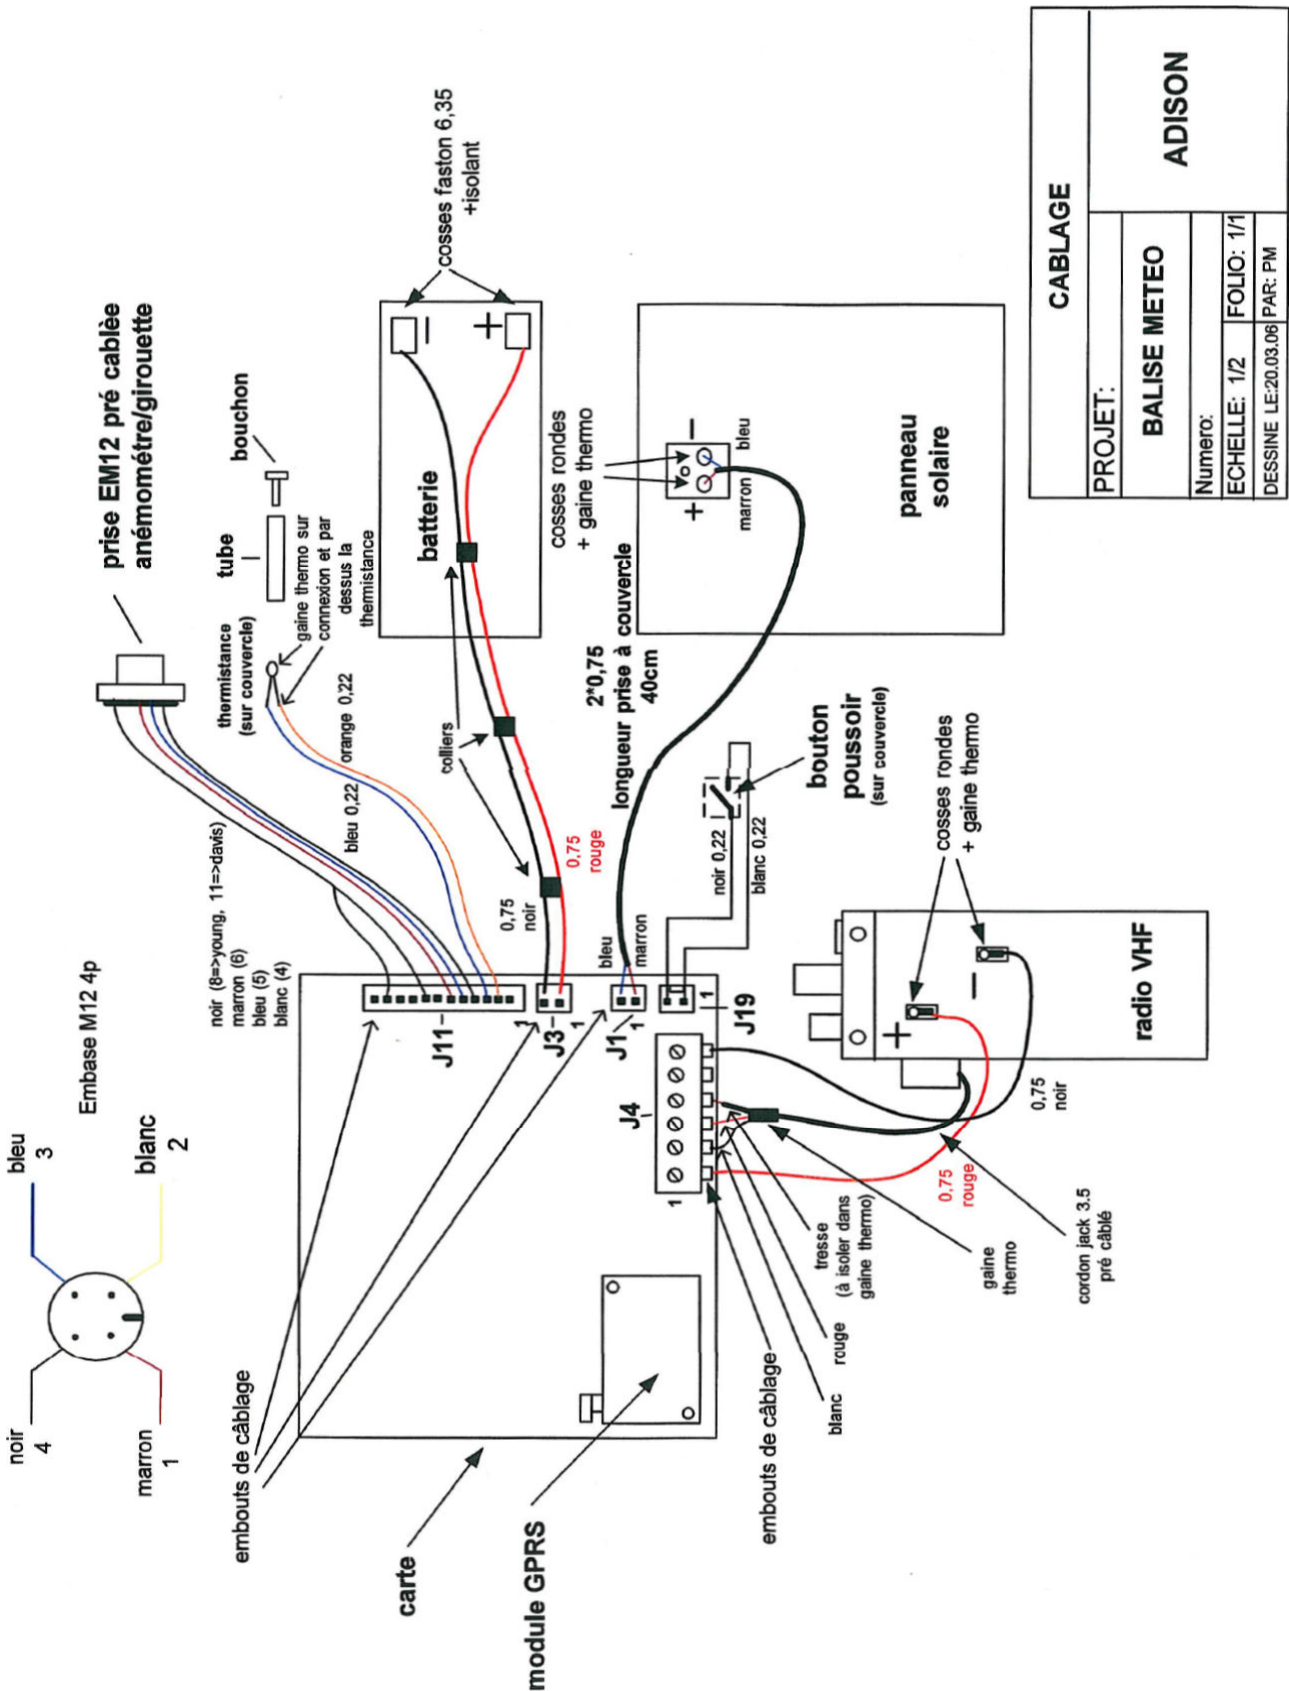 noir
4
bleu
3
marron
1
blanc
2
Embase M12 4p
noir (8=>young, 11=>davis)
marron (6)
bleu (5)
blanc (4)
prise EM12 pré cablèe
anémométre/girouette
bouchon
tube
thermistance
(sur couvercle)
gaine thermo sur
connexion et par
dessus la
thermistance
bleu 0,22
orange 0,22
embouts de câblage
carte
module GPRS
J11
1
J3
1
J1
1
J19
1
J4
1
colliers
0,75
noir
0,75
rouge
batterie
-
+
cosses faston 6,35
+isolant
2*0,75
longueur prise à couvercle
40cm
bleu
marron
cosses rondes
+ gaine thermo
+
-
marron
bleu
panneau
solaire
noir 0,22
blanc 0,22
bouton
poussoir
(sur couvercle)
cosses rondes
+ gaine thermo
+
-
radio VHF
0,75
noir
0,75
rouge
embouts de câblage
blanc
rouge
tresse
(à isoler dans
gaine thermo)
gaine
thermo
cordon jack 3.5
pré câblé
CABLAGE
PROJET:
BALISE METEO
ADISON
Numero:
ECHELLE: 1/2
FOLIO: 1/1
DESSINE LE:20.03.06
PAR: PM